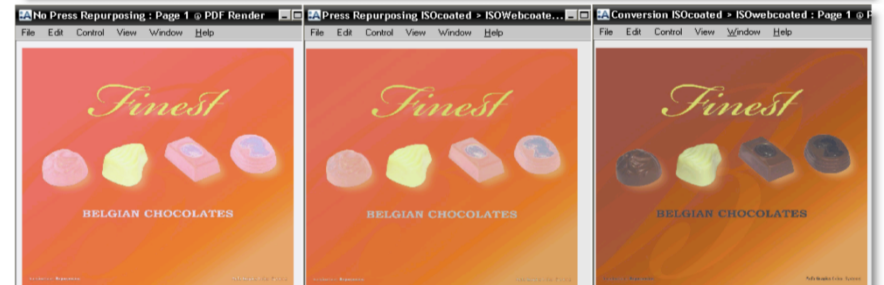 No Press Repurposing : Page 1 @ PDF Render
File Edit Control View Window Help
Finest
BELGIAN CHOCOLATES
Press Repurposing ISOcoated > ISOWebcoate...
File Edit Control View Window Help
Finest
BELGIAN CHOCOLATES
Conversion ISOcoated > ISOwebcoated : Page 1 @ P
File Edit Control View Window Help
Finest
BELGIAN CHOCOLATES